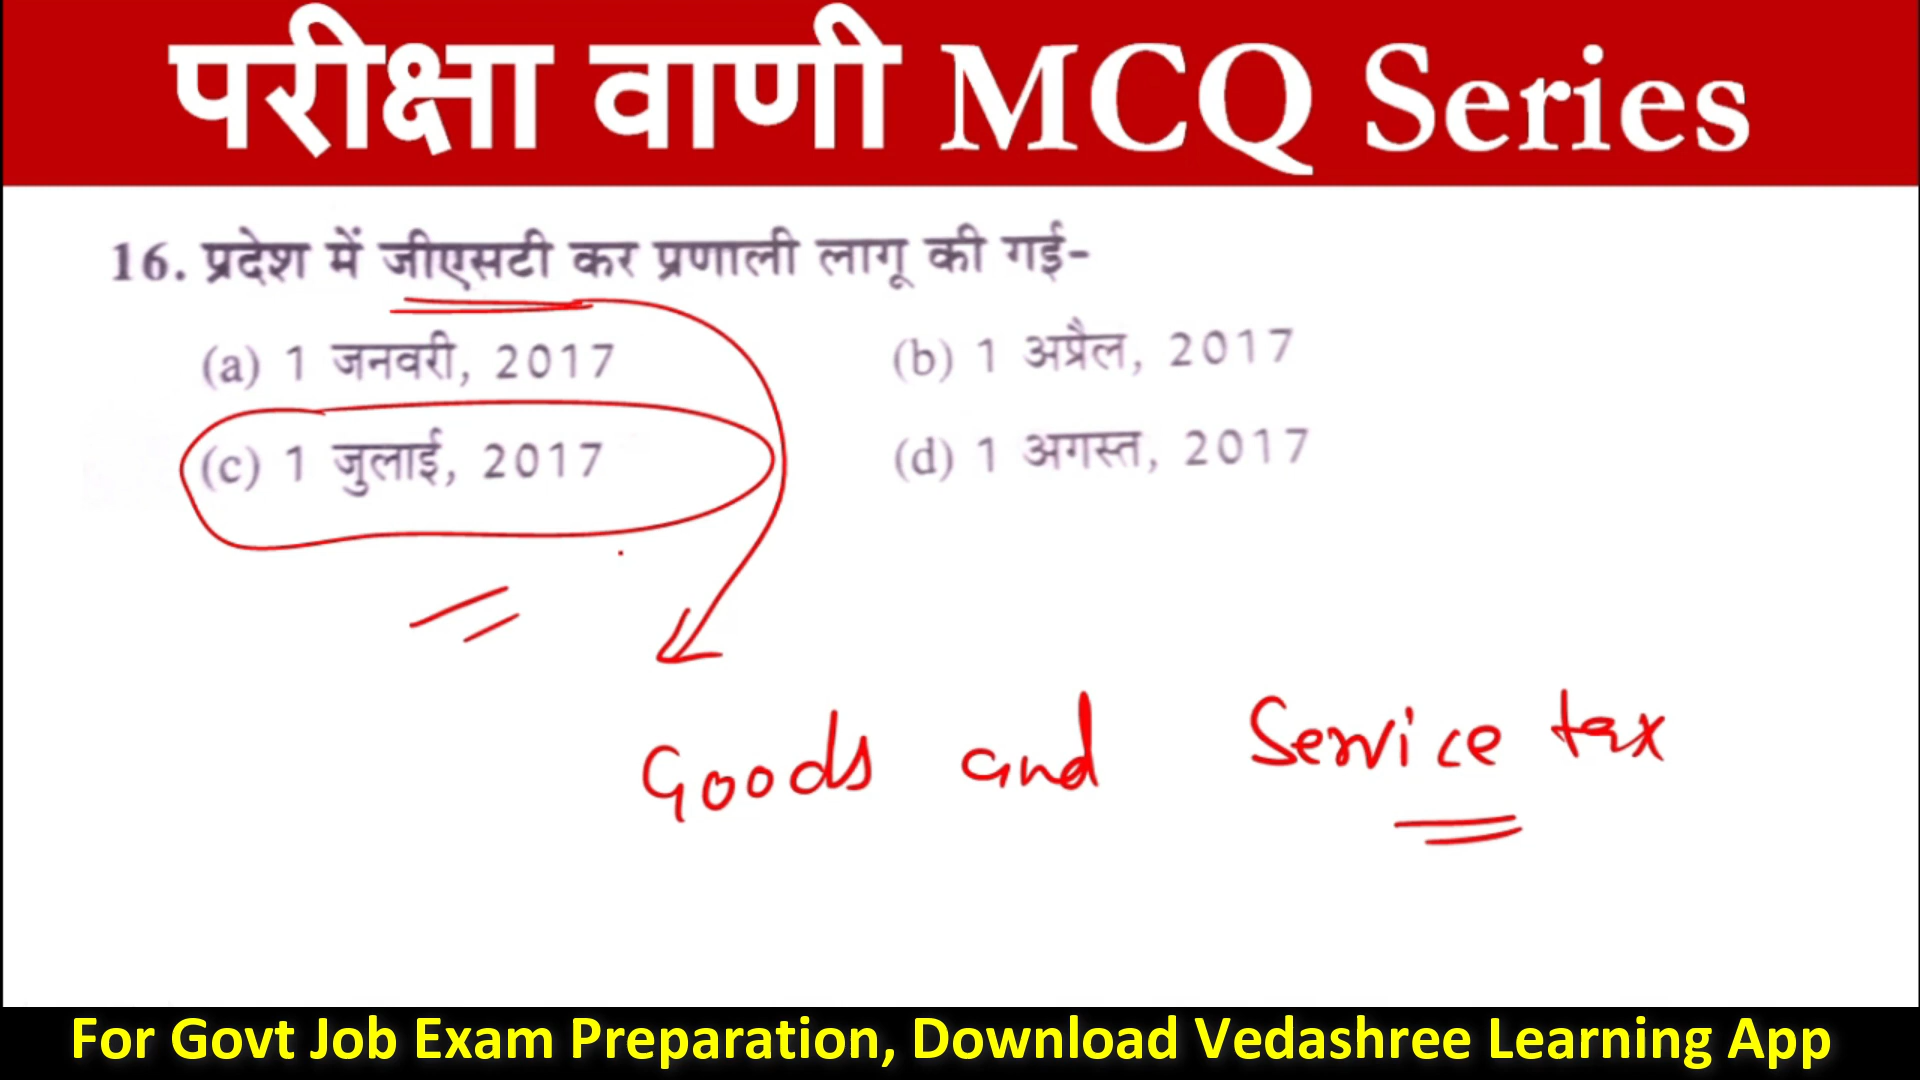 परीक्षा वाणी MCQ Series
16. प्रदेश में जीएसटी कर प्रणाली लागू की गई-
(a) 1 जनवरी, 2017 (b) 1 अप्रैल, 2017
(c) 1 जुलाई, 2017 (d) 1 अगस्त, 2017
Goods and Service tax
For Govt Job Exam Preparation, Download Vedashree Learning App